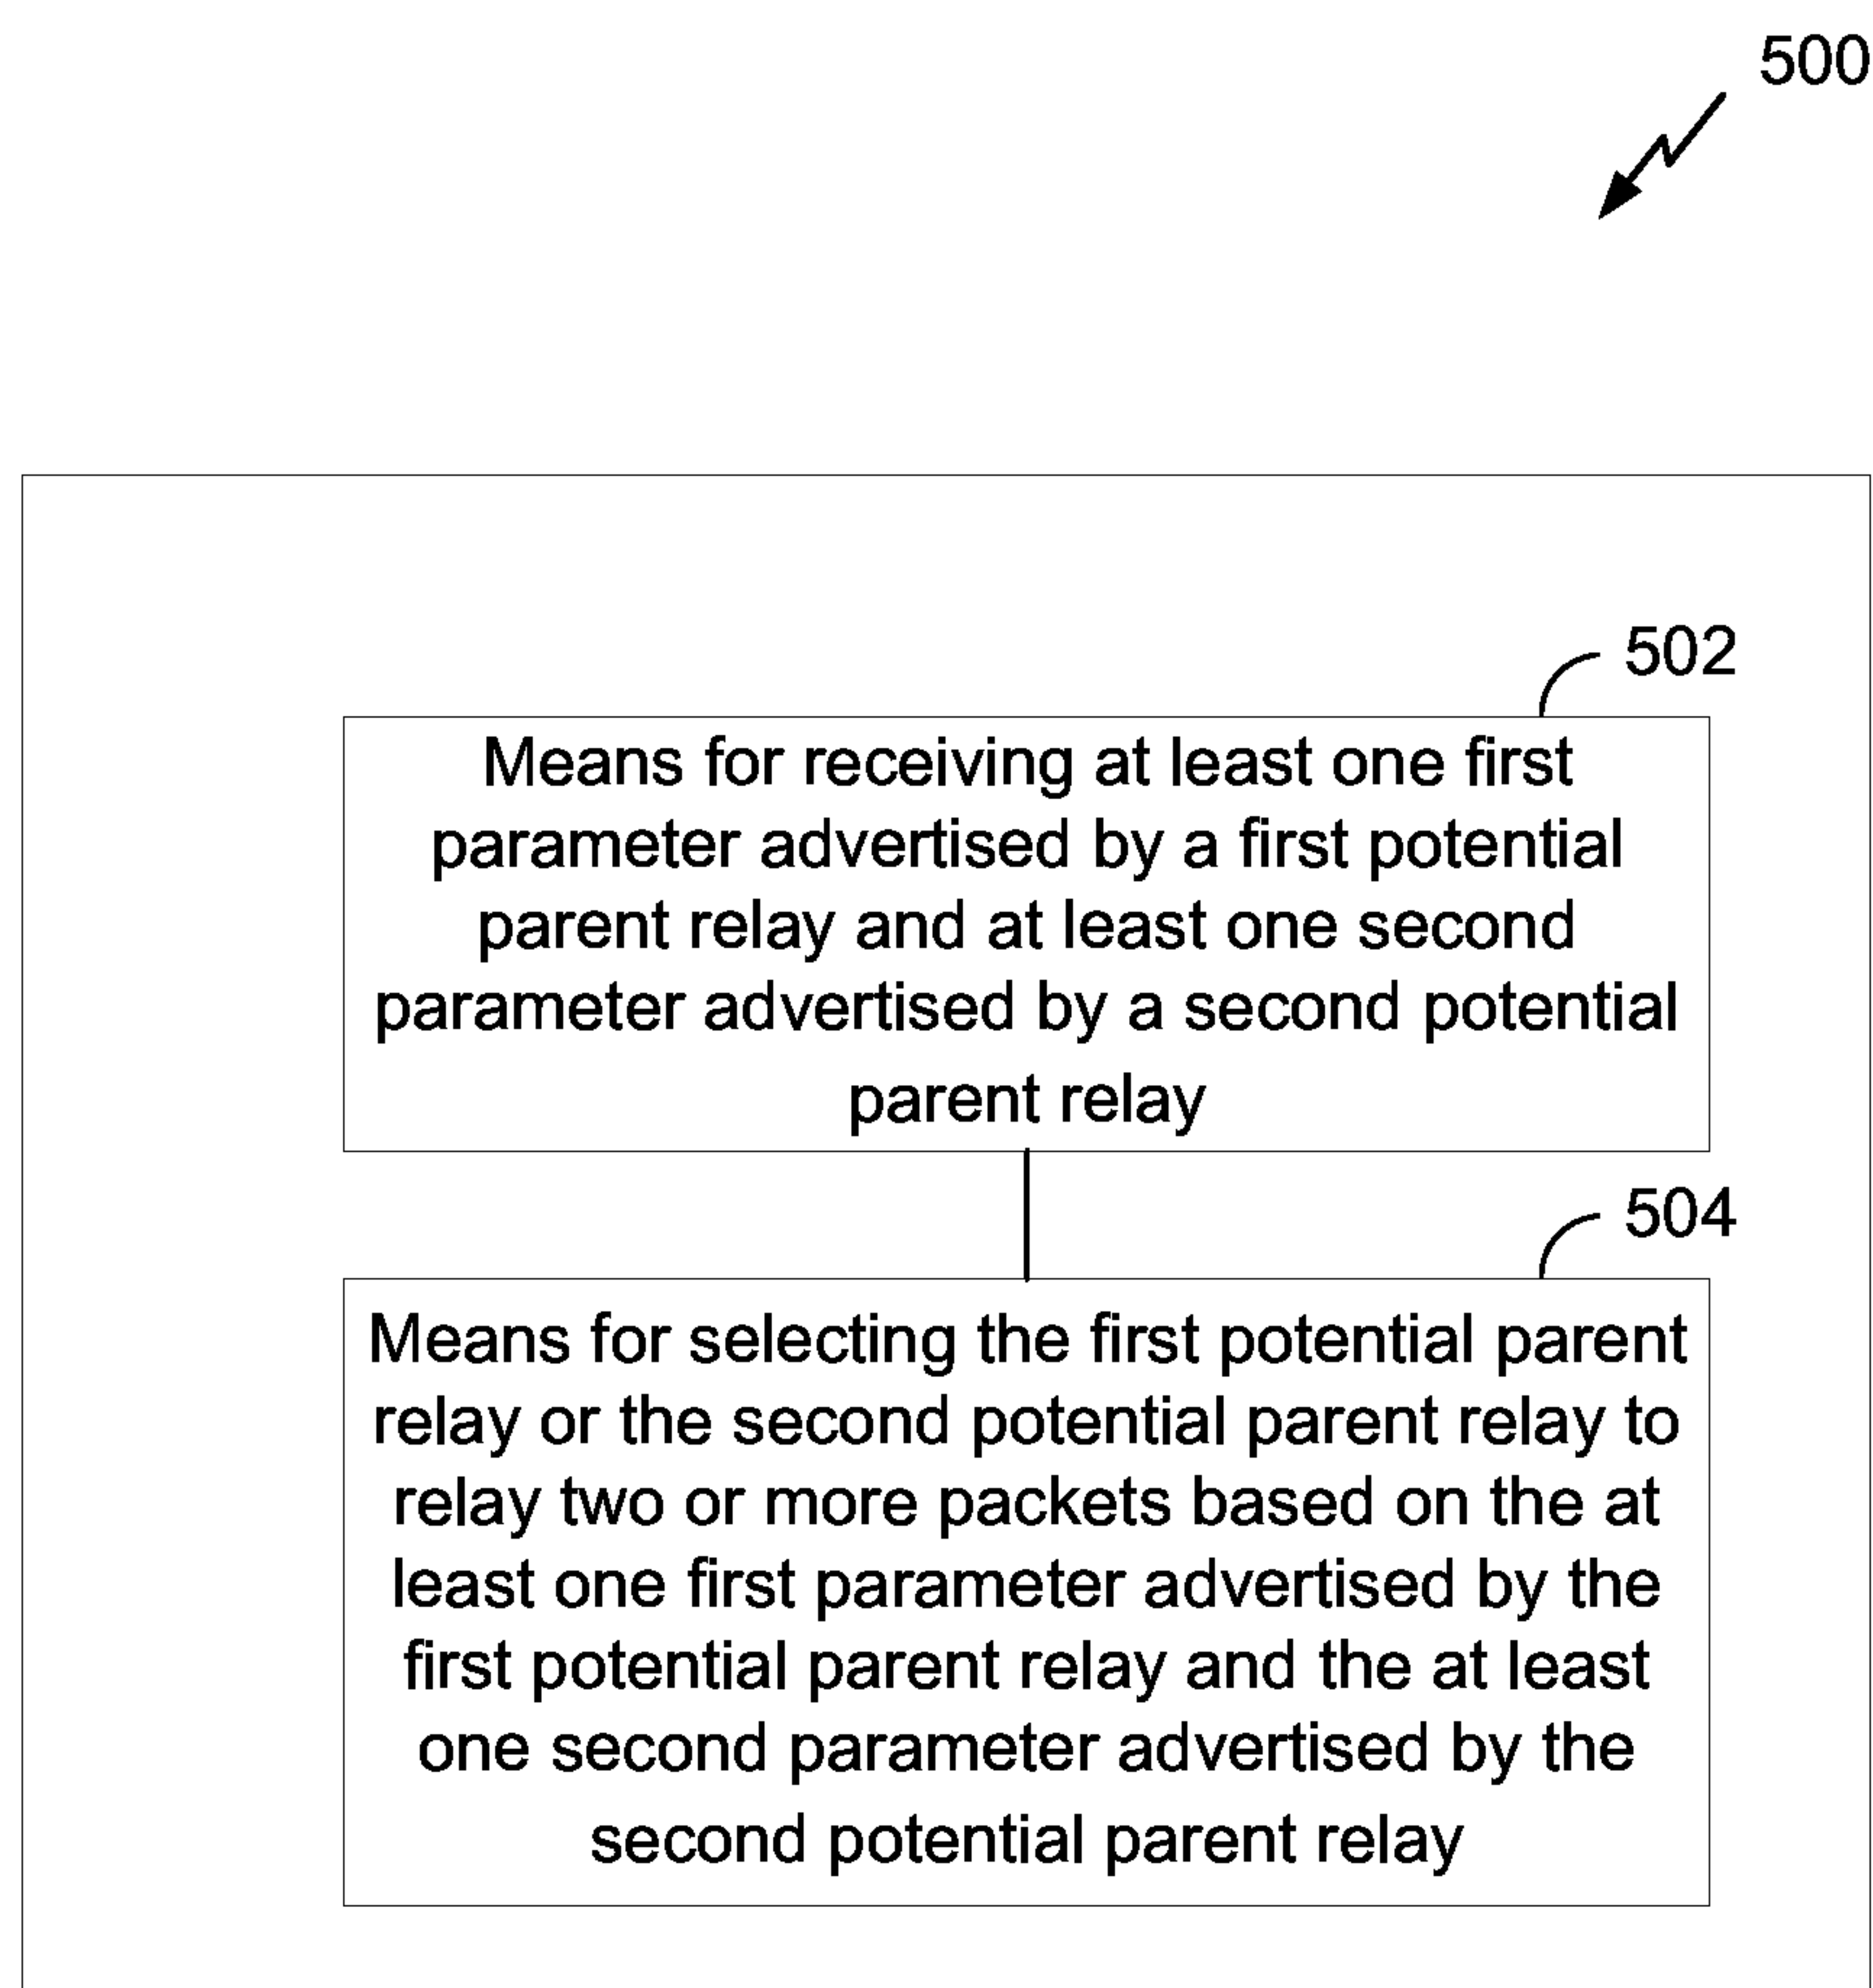 500
502
Means for receiving at least one first
parameter advertised by a first potential
parent relay and at least one second
parameter advertised by a second potential
parent relay
504
Means for selecting the first potential parent
relay or the second potential parent relay to
relay two or more packets based on the at
least one first parameter advertised by the
first potential parent relay and the at least
one second parameter advertised by the
second potential parent relay